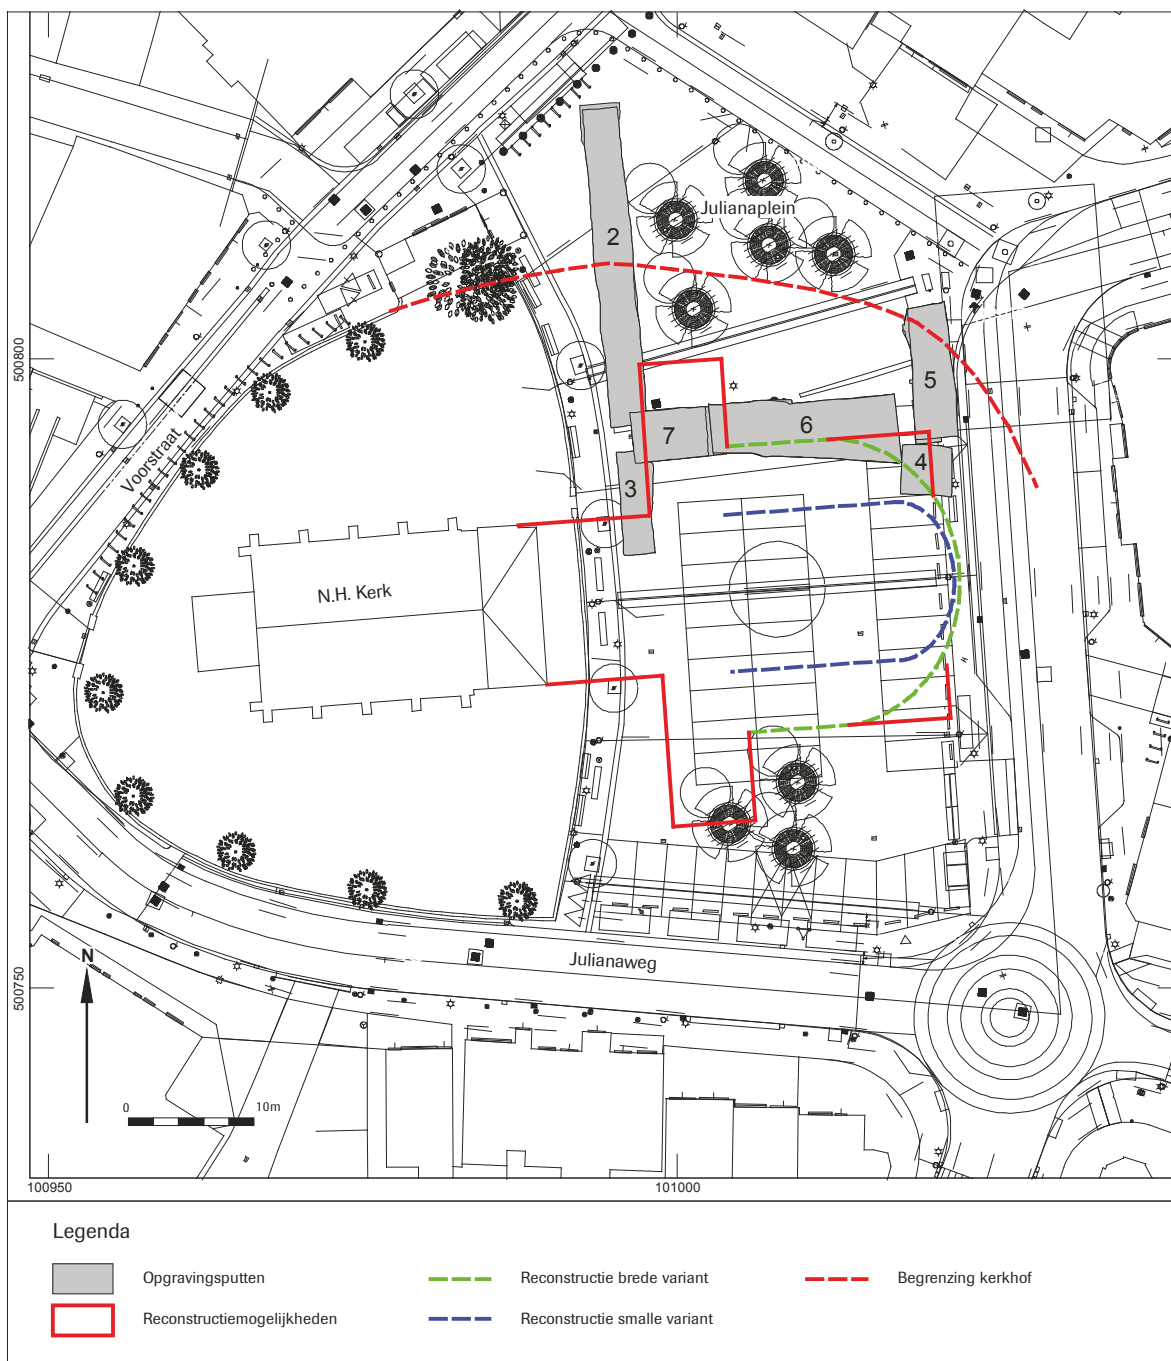 Julianaplein
2
500800
5
6
7
4
3
Voorstraat
N.H. Kerk
N
Julianaweg
500750
0 10m
100950 101000
Legenda
Opgravingsputten Reconstructie brede variant Begrenzing kerkhof
Reconstructiemogelijkheden Reconstructie smalle variant